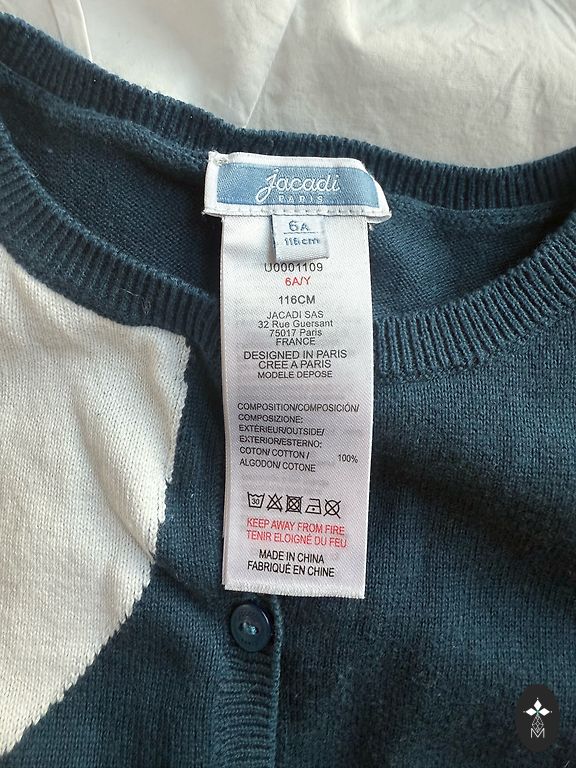 jacadi
PARIS
6A
116cm
U0001109
6A/Y
116CM
JACADI SAS
32 Rue Guersant
75017 Paris
FRANCE
DESIGNED IN PARIS
CREE A PARIS
MODELE DEPOSE
COMPOSITION/COMPOSICIÓN/
COMPOSIZIONE:
EXTÉRIEUR/OUTSIDE/
EXTERIOR/ESTERNO:
COTON/COTTON/ 100%
ALGODÓN/COTONE
30
KEEP AWAY FROM FIRE
TENIR ELOIGNÉ DU FEU
MADE IN CHINA
FABRIQUÉ EN CHINE
M